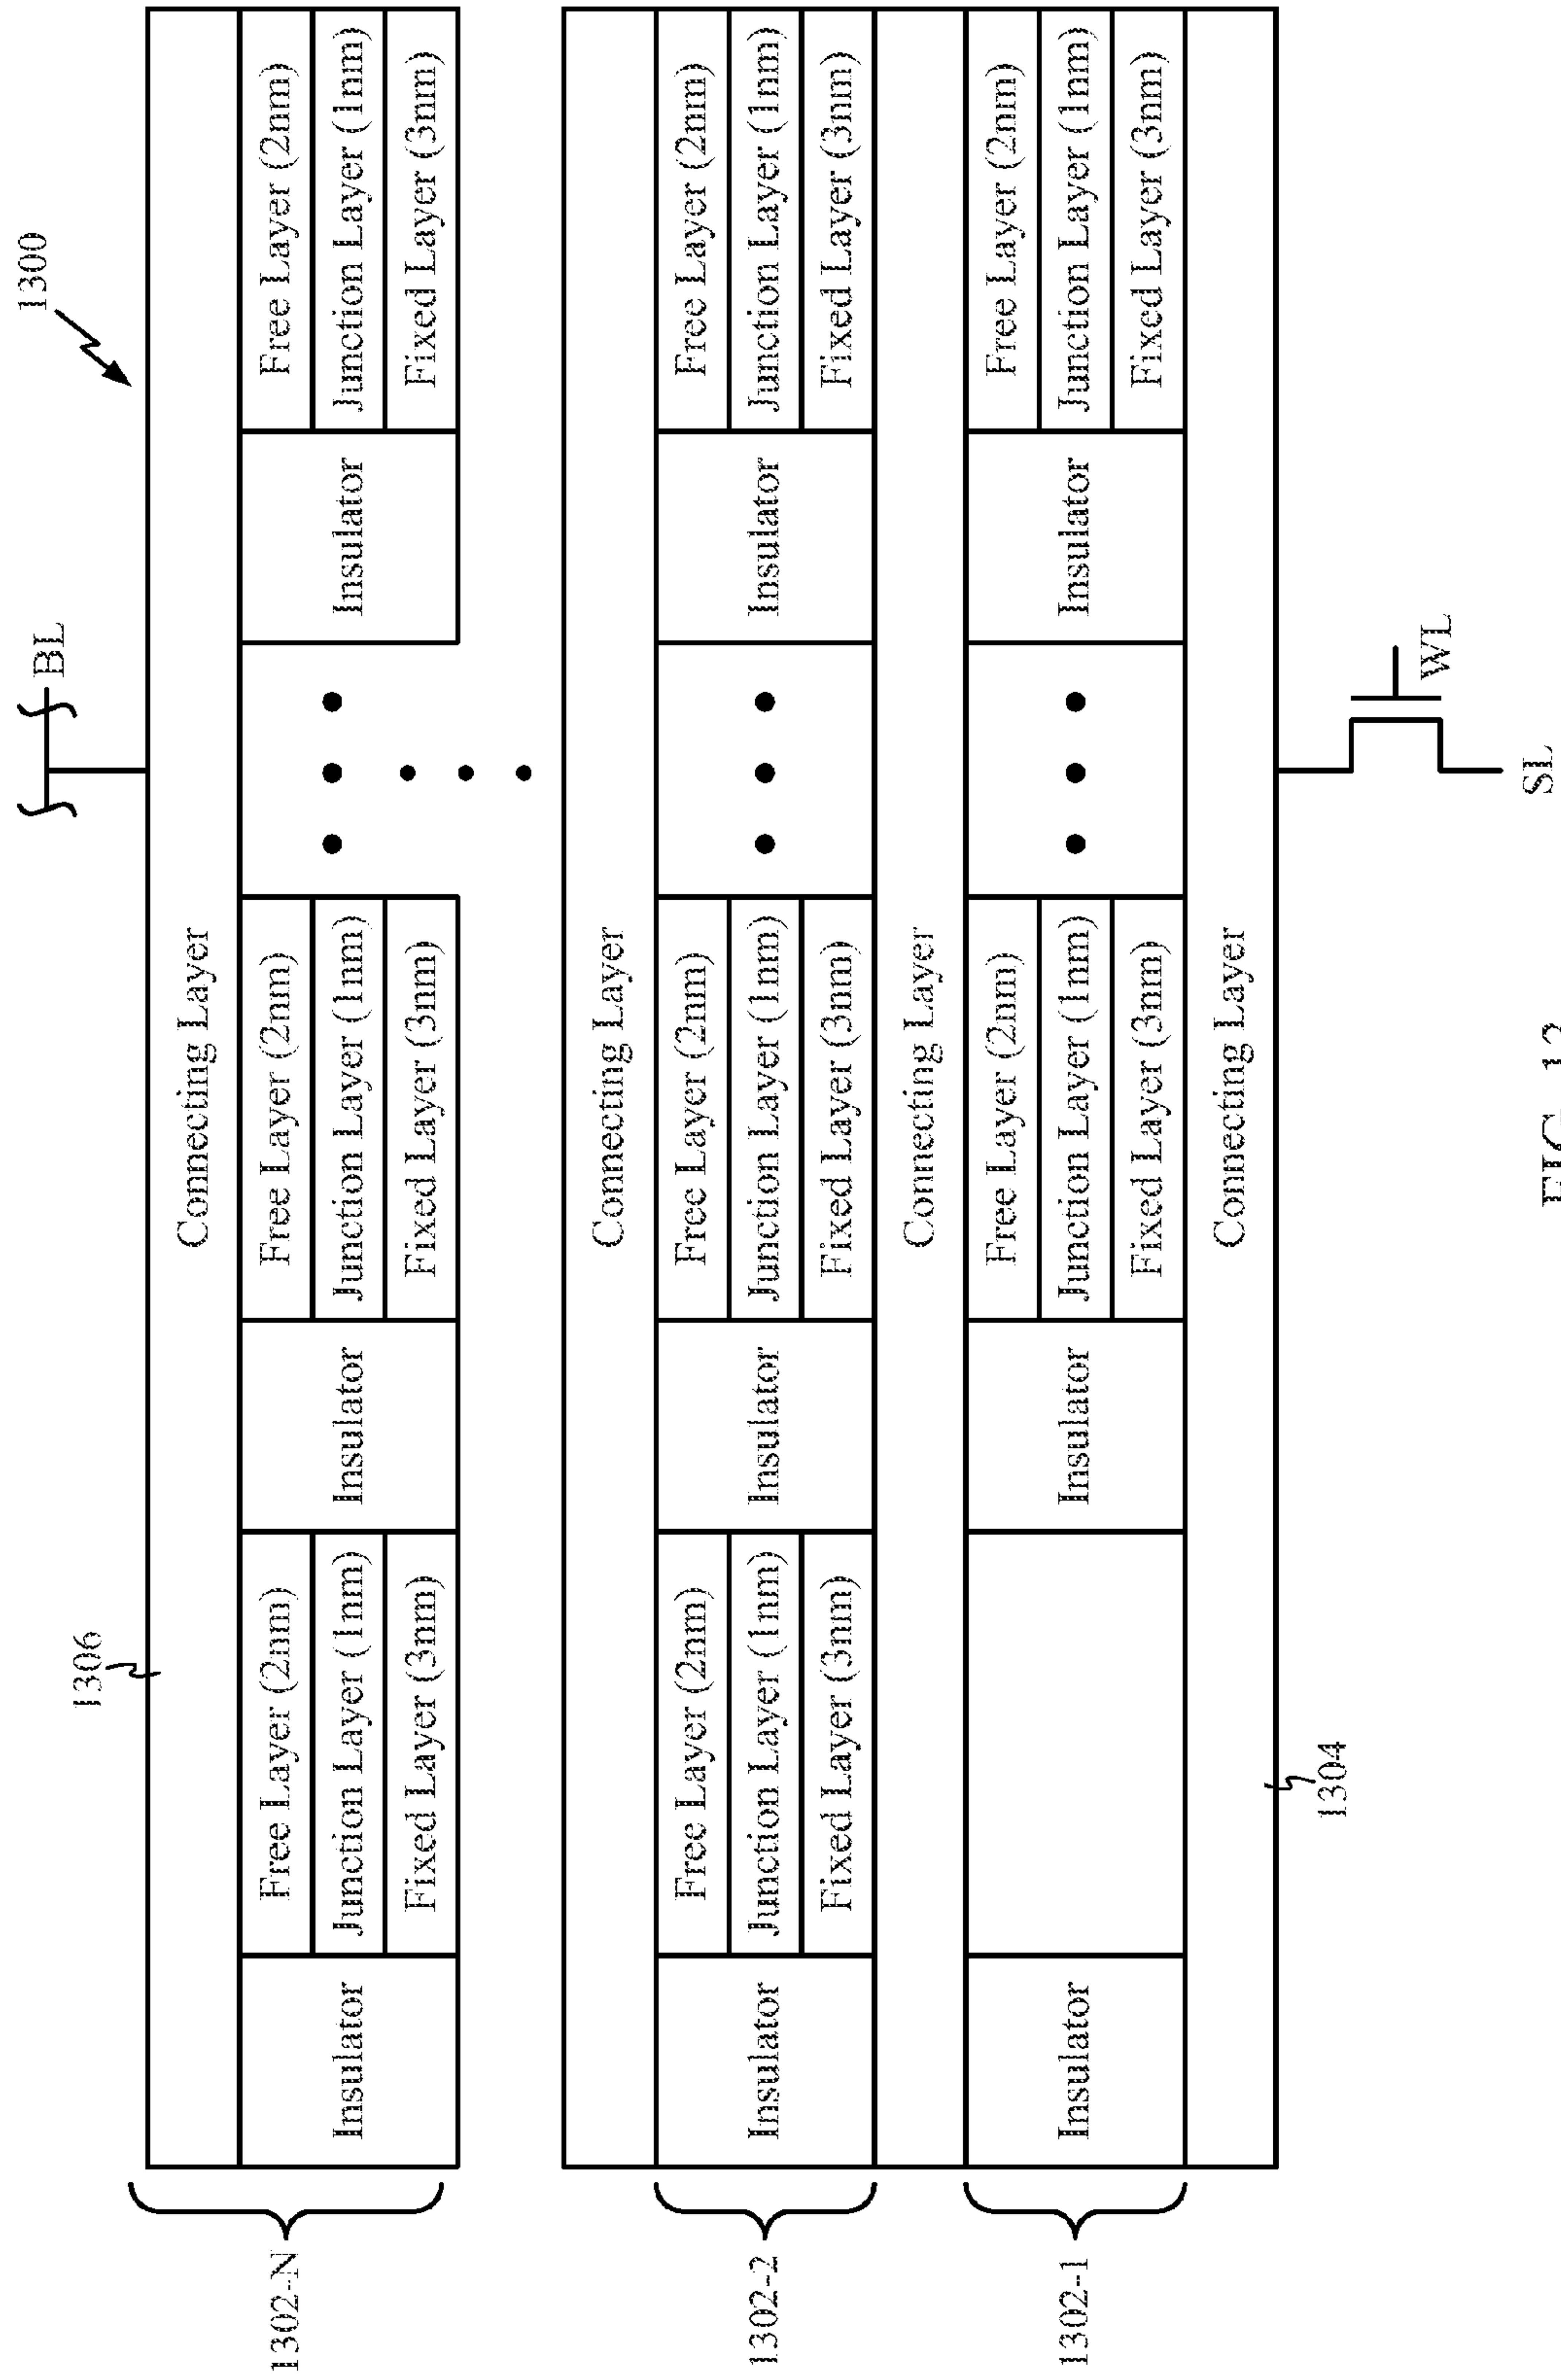 1300
BL
1306
Connecting Layer
Free Layer (2nm) Free Layer (2nm) Free Layer (2nm)
1302-N
Insulator Junction Layer (1nm) Insulator Junction Layer (1nm) Insulator Junction Layer (1nm)
Fixed Layer (3nm) Fixed Layer (3nm) Fixed Layer (3nm)
Connecting Layer
Free Layer (2nm) Free Layer (2nm) Free Layer (2nm)
1302-2 Insulator Junction Layer (1nm) Insulator Junction Layer (1nm) Insulator Junction Layer (1nm)
Fixed Layer (3nm) Fixed Layer (3nm) Fixed Layer (3nm)
Connecting Layer
Free Layer (2nm) Free Layer (2nm)
1302-1 Insulator Insulator Junction Layer (1nm) Insulator Junction Layer (1nm)
Fixed Layer (3nm) Fixed Layer (3nm)
Connecting Layer
1304
WL
SL
FIG.